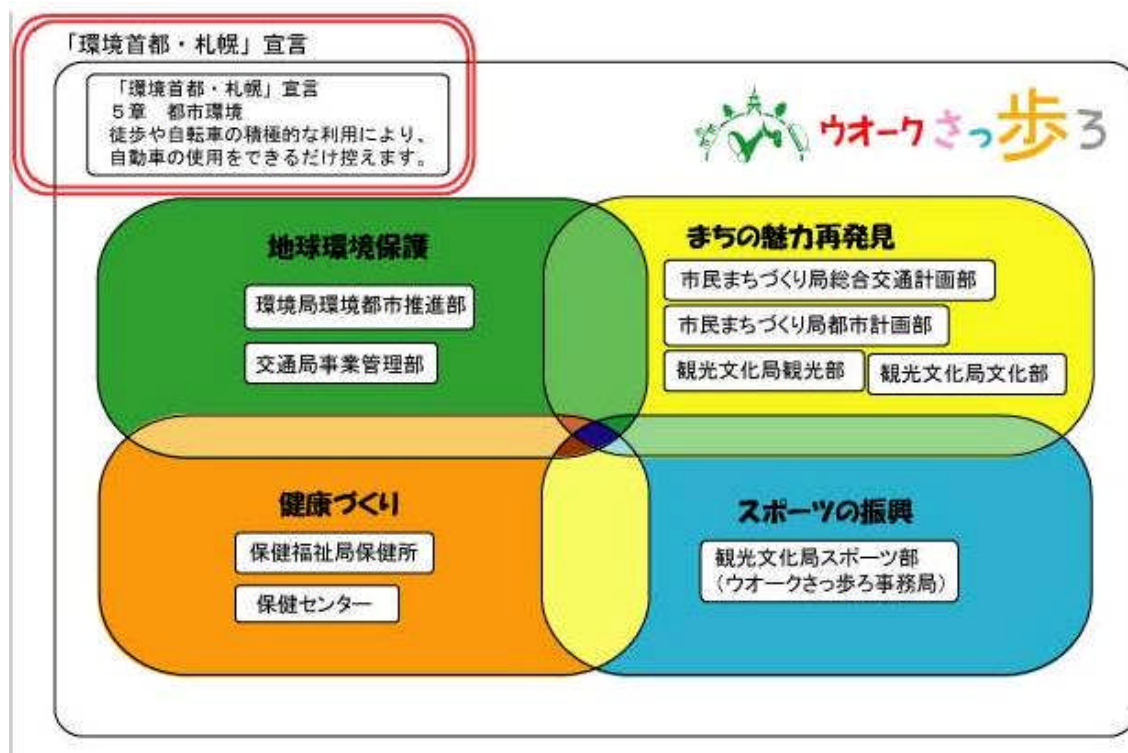 「環境首都・札幌」宣言
「環境首都・札幌」宣言
５章　都市環境
徒歩や自転車の積極的な利用により、
自動車の使用をできるだけ控えます。
ウオークさっ歩ろ
地球環境保護
環境局環境都市推進部
交通局事業管理部
まちの魅力再発見
市民まちづくり局総合交通計画部
市民まちづくり局都市計画部
観光文化局観光部
観光文化局文化部
健康づくり
保健福祉局保健所
保健センター
スポーツの振興
観光文化局スポーツ部
（ウオークさっ歩ろ事務局）